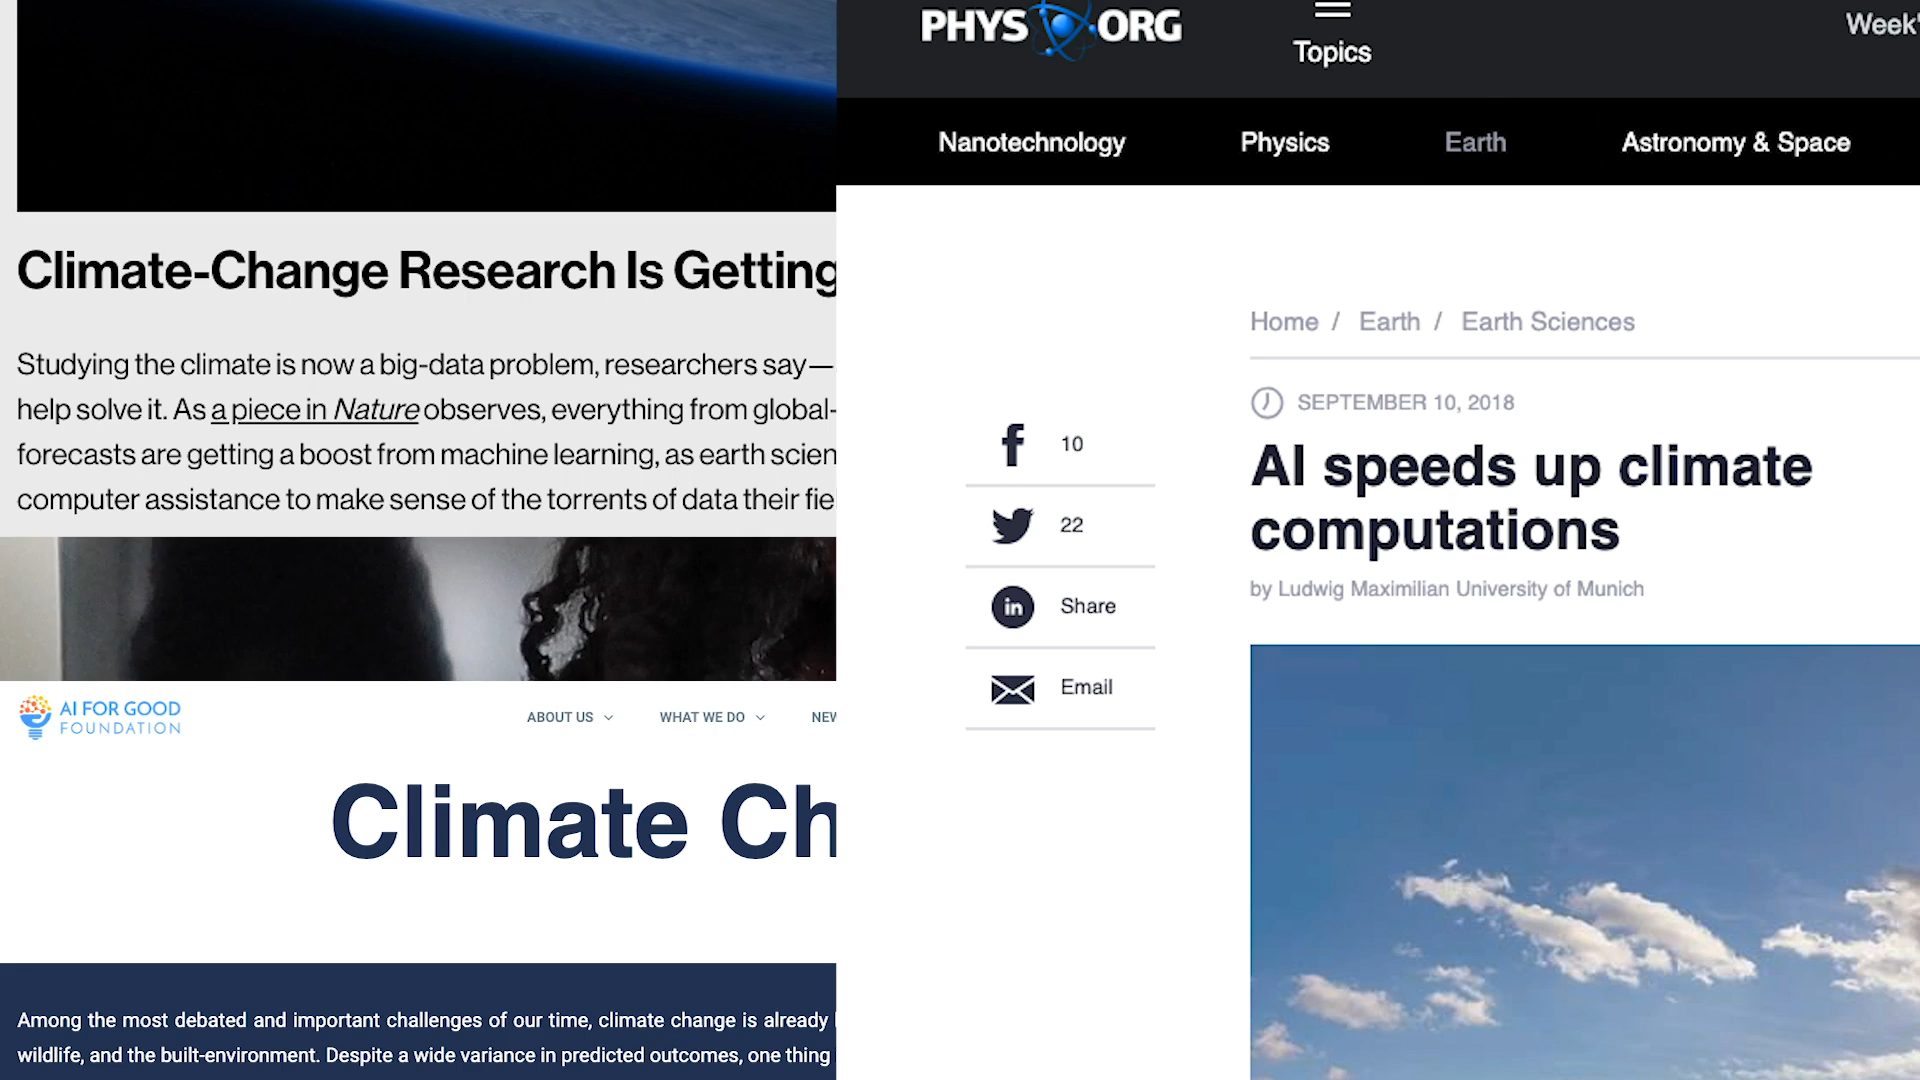 Climate-Change Research Is Getting
Studying the climate is now a big-data problem, researchers say—
help solve it. As a piece in Nature observes, everything from global-
forecasts are getting a boost from machine learning, as earth scien
computer assistance to make sense of the torrents of data their fie
AI FOR GOOD
FOUNDATION
ABOUT US
WHAT WE DO
NEW
Climate Ch
Among the most debated and important challenges of our time, climate change is already
wildlife, and the built-environment. Despite a wide variance in predicted outcomes, one thing
PHYS ORG
Topics
Week'
Nanotechnology
Physics
Earth
Astronomy & Space
Home / Earth / Earth Sciences
SEPTEMBER 10, 2018
AI speeds up climate
computations
by Ludwig Maximilian University of Munich
10
22
Share
Email